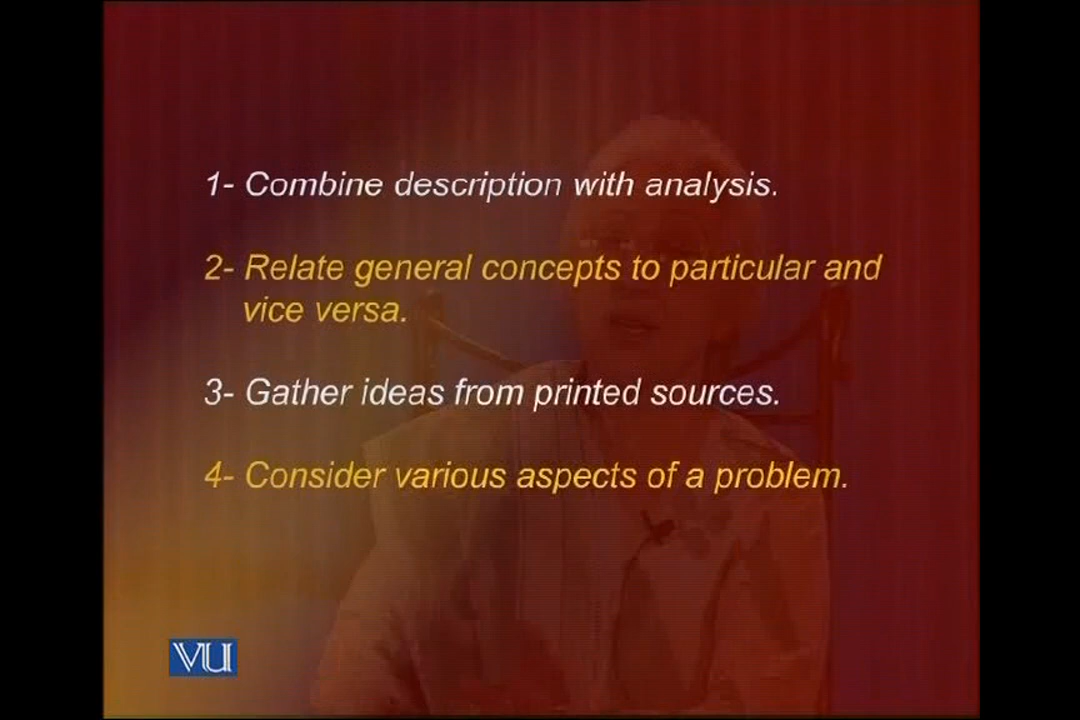 1- Combine description with analysis.
2- Relate general concepts to particular and
vice versa.
3- Gather ideas from printed sources.
4- Consider various aspects of a problem.
VU